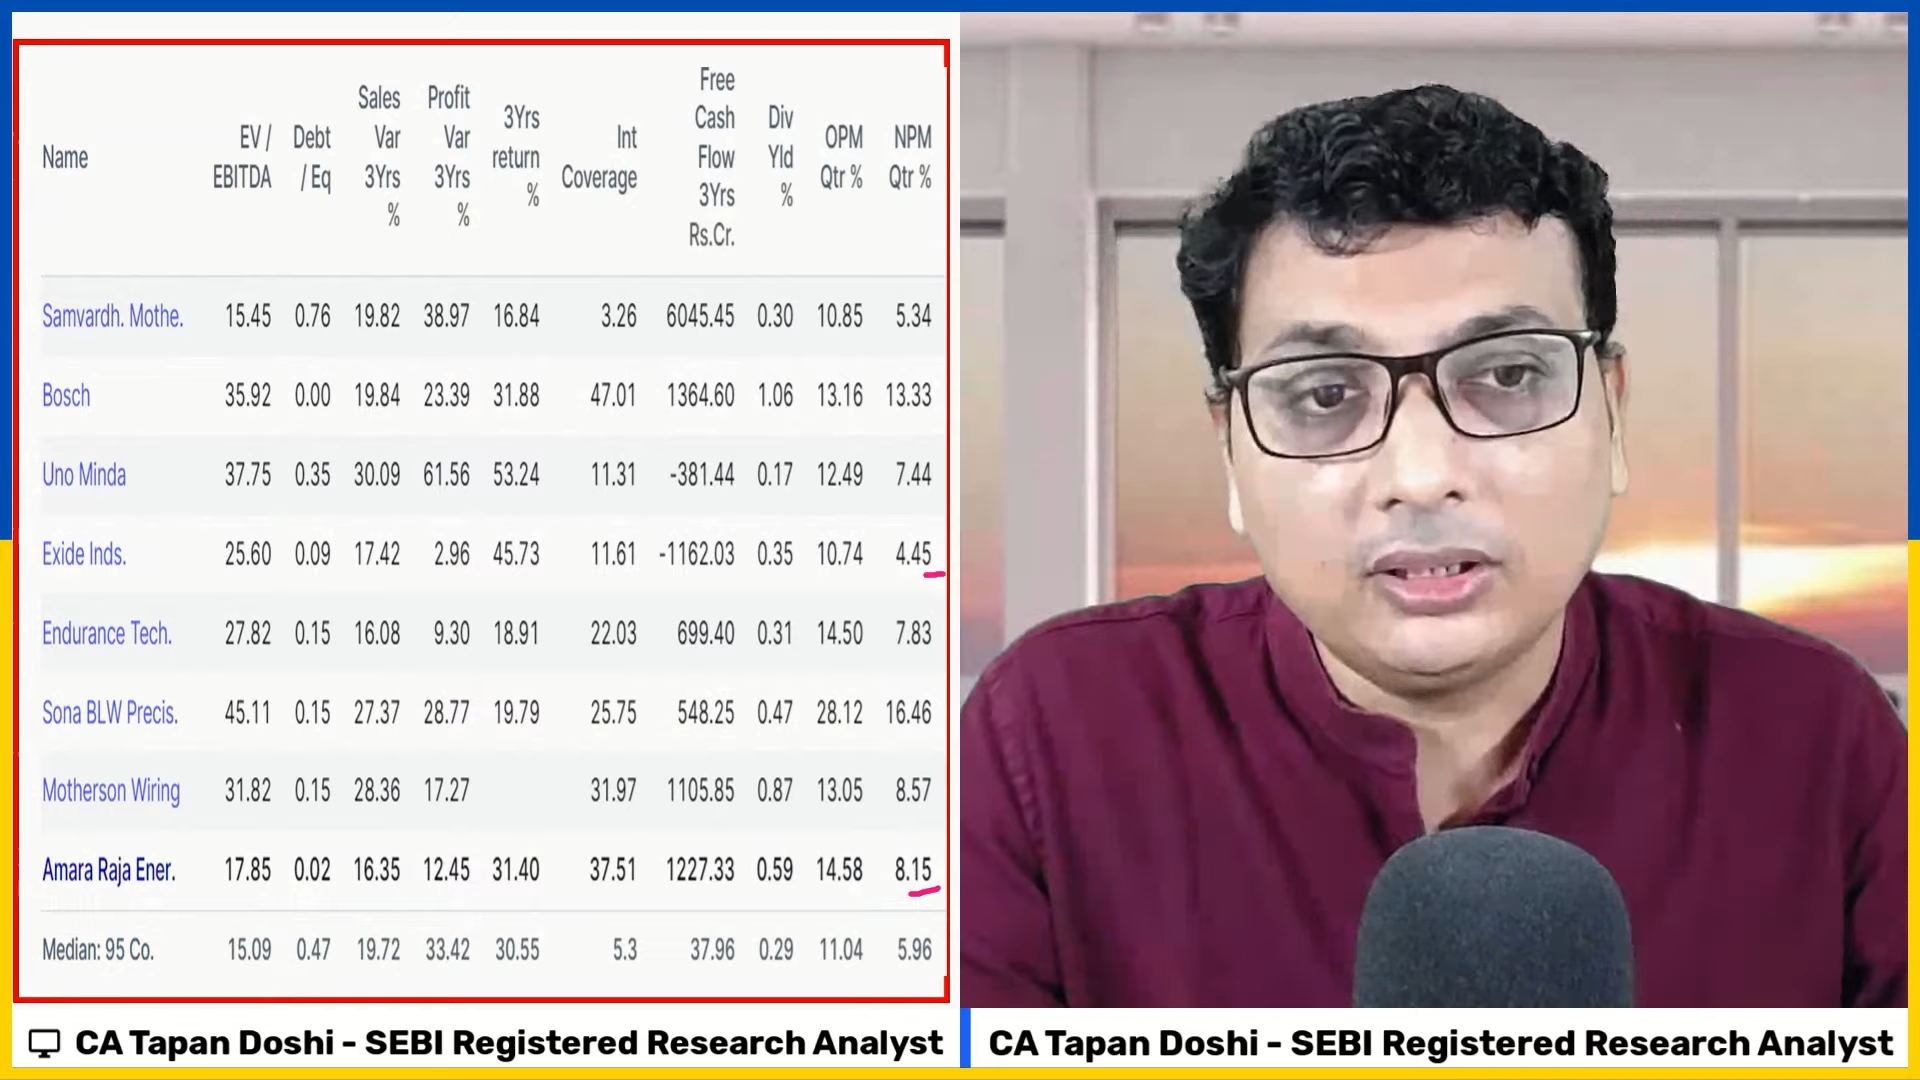 Name EV / EBITDA Debt / Eq Sales Var 3Yrs % Profit Var 3Yrs % 3Yrs return % Int Coverage Free Cash Flow 3Yrs Rs.Cr. Div Yld % OPM Qtr % NPM Qtr %
Samvardh. Mothe. 15.45 0.76 19.82 38.97 16.84 3.26 6045.45 0.30 10.85 5.34
Bosch 35.92 0.00 19.84 23.39 31.88 47.01 1364.60 1.06 13.16 13.33
Uno Minda 37.75 0.35 30.09 61.56 53.24 11.31 -381.44 0.17 12.49 7.44
Exide Inds. 25.60 0.09 17.42 2.96 45.73 11.61 -1162.03 0.35 10.74 4.45
Endurance Tech. 27.82 0.15 16.08 9.30 18.91 22.03 699.40 0.31 14.50 7.83
Sona BLW Precis. 45.11 0.15 27.37 28.77 19.79 25.75 548.25 0.47 28.12 16.46
Motherson Wiring 31.82 0.15 28.36 17.27 31.97 1105.85 0.87 13.05 8.57
Amara Raja Ener. 17.85 0.02 16.35 12.45 31.40 37.51 1227.33 0.59 14.58 8.15
Median: 95 Co. 15.09 0.47 19.72 33.42 30.55 5.3 37.96 0.29 11.04 5.96
CA Tapan Doshi - SEBI Registered Research Analyst
CA Tapan Doshi - SEBI Registered Research Analyst